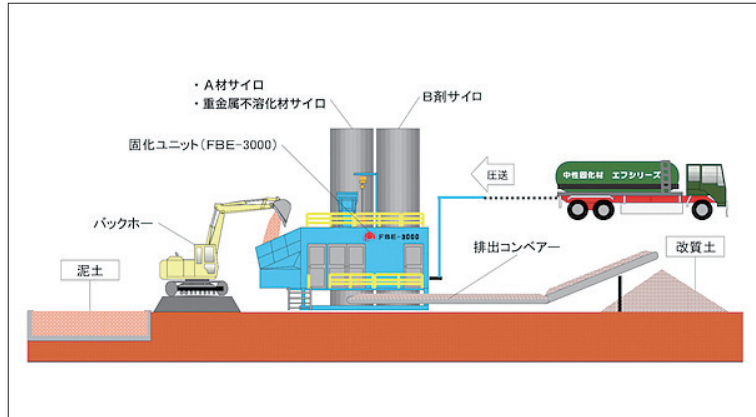 ・A材サイロ
・重金属不溶化材サイロ
B剤サイロ
固化ユニット(FBE-3000)
圧送
中性固化材 エフシリーズ
バックホー
FBE-3000
排出コンベアー
改質土
泥土